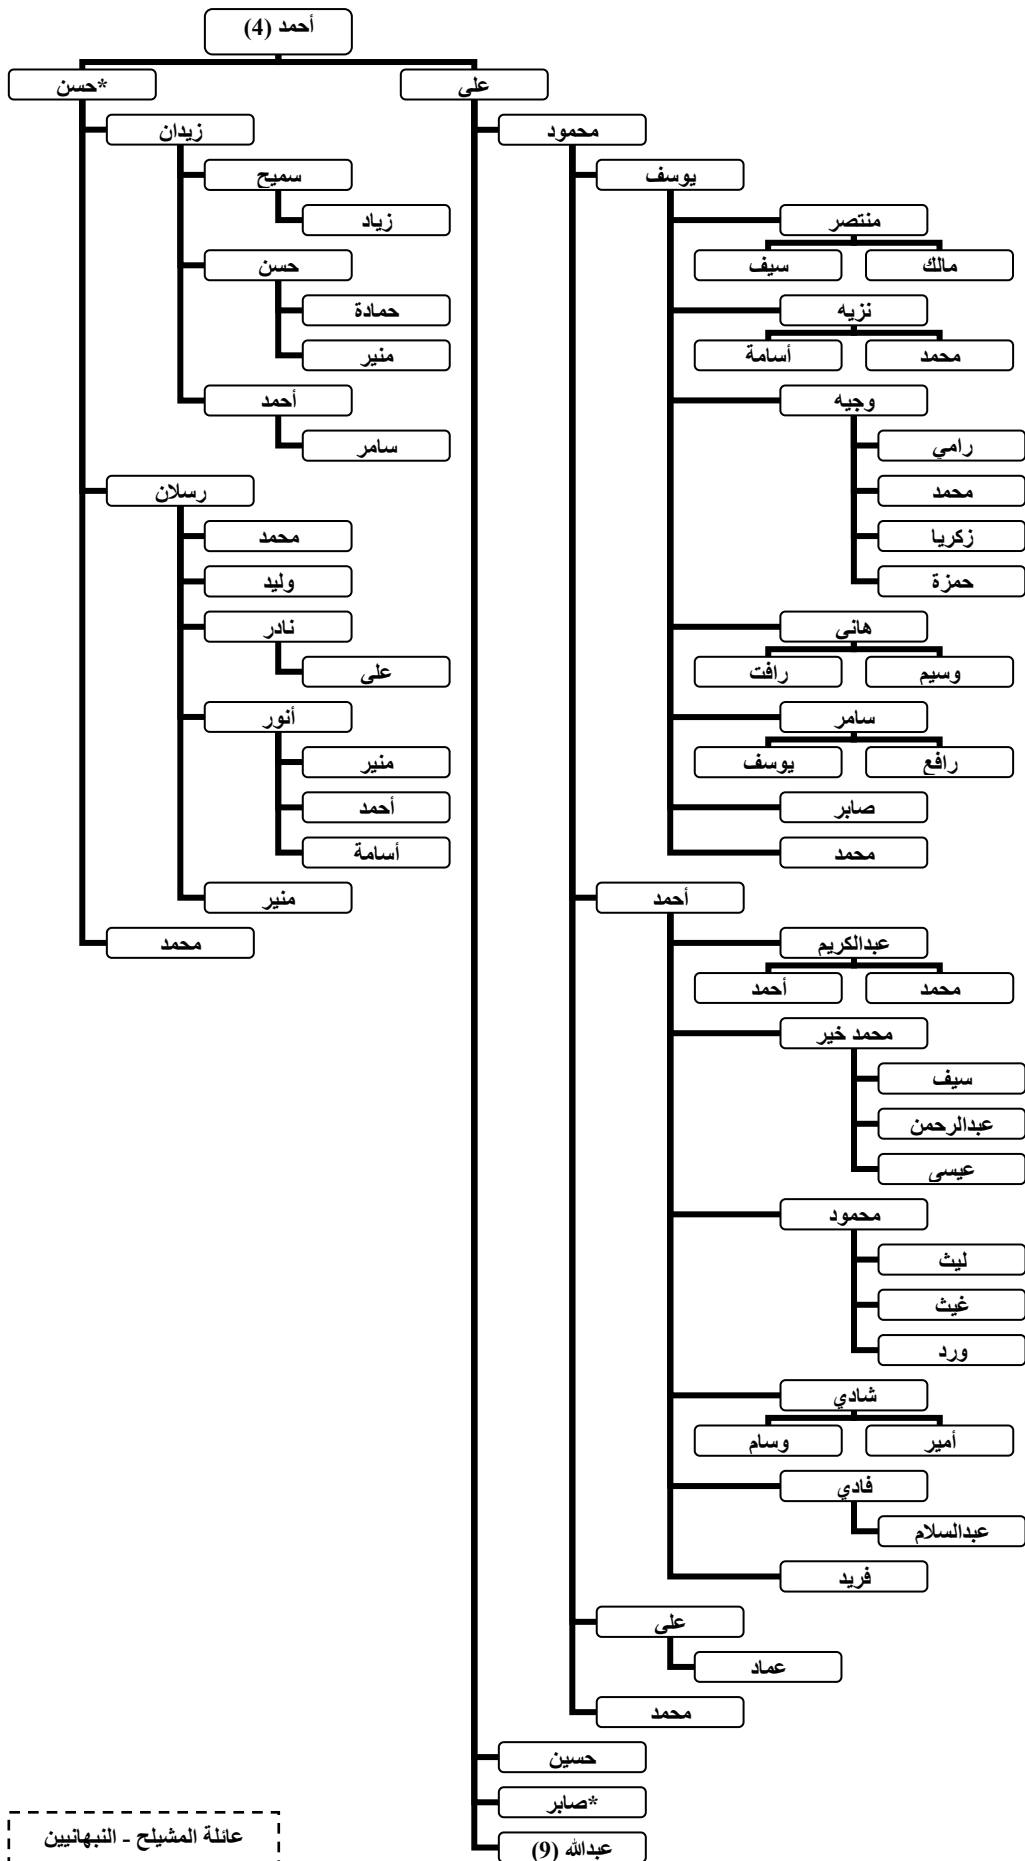 أحمد (4)
*حسن
على
زيدان
محمود
سميح
يوسف
زياد
منتصر
سيف
مالك
حسن
حمادة
نزيه
منير
أسامة
محمد
أحمد
وجيه
سامر
رامي
رسلان
محمد
محمد
زكريا
وليد
حمزة
نادر
هانى
على
رافت
وسيم
أنور
سامر
منير
يوسف
رافع
أحمد
صابر
أسامة
محمد
منير
أحمد
محمد
عبدالكريم
أحمد
محمد
محمد خير
سيف
عبدالرحمن
عيسى
محمود
ليث
غيث
ورد
شادي
وسام
أمير
فادي
عبدالسلام
فريد
على
عماد
محمد
حسين
*صابر
عبدالله (9)
عائلة المشيلح - النبهانيين